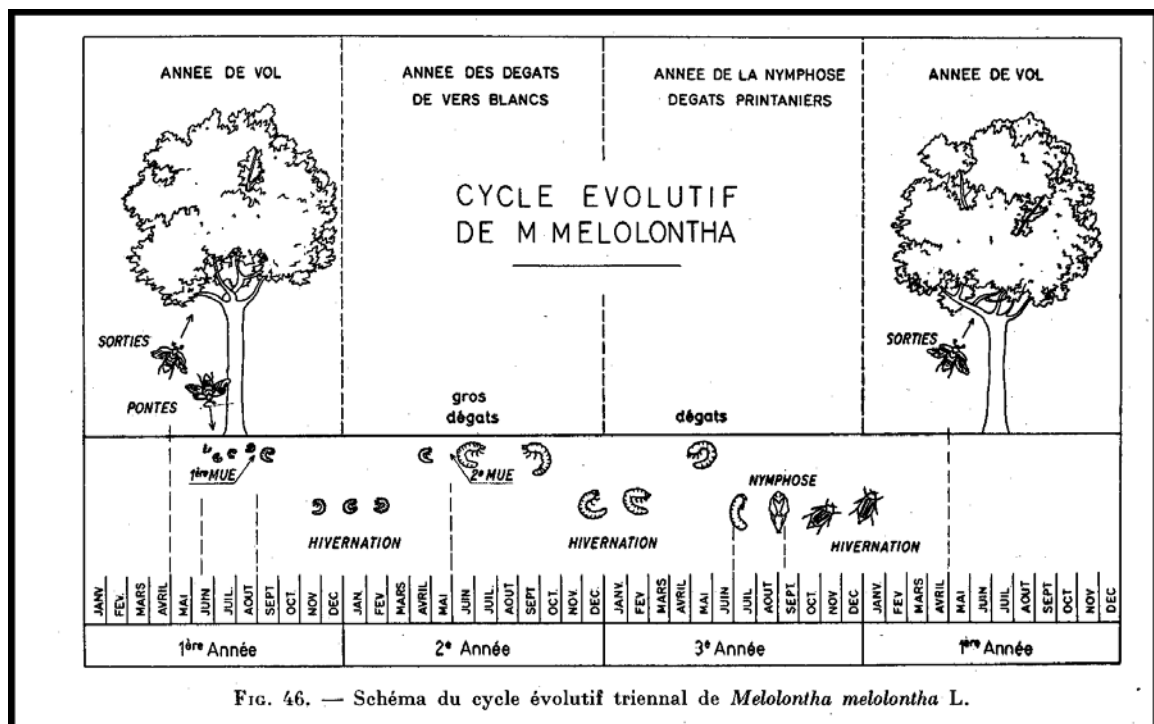 ANNEE DE VOL
ANNEE DES DEGATS
DE VERS BLANCS
ANNEE DE LA NYMPHOSE
DEGATS PRINTANIERS
ANNEE DE VOL
CYCLE EVOLUTIF
DE M MELOLONTHA
SORTIES
PONTES
SORTIES
gros
dégats
dégats
1ère MUE
2e MUE
NYMPHOSE
HIVERNATION
HIVERNATION
HIVERNATION
JANV. FEV. MARS AVRIL MAI JUIN JUIL. AOUT SEPT. OCT. NOV. DEC. JAN. FEV. MARS AVRIL MAI JUIN JUIL. AOUT SEPT. OCT. NOV. DEC. JANV. FEV. MARS AVRIL MAI JUIN JUIL AOUT SEPT. OCT. NOV. DEC. JANV. FEV. MARS AVRIL MAI JUIN JUIL AOUT SEPT OCT NOV DEC
1ère Année 2e Année 3e Année 1ère Année
FIG. 46. — Schéma du cycle évolutif triennal de Melolontha melolontha L.